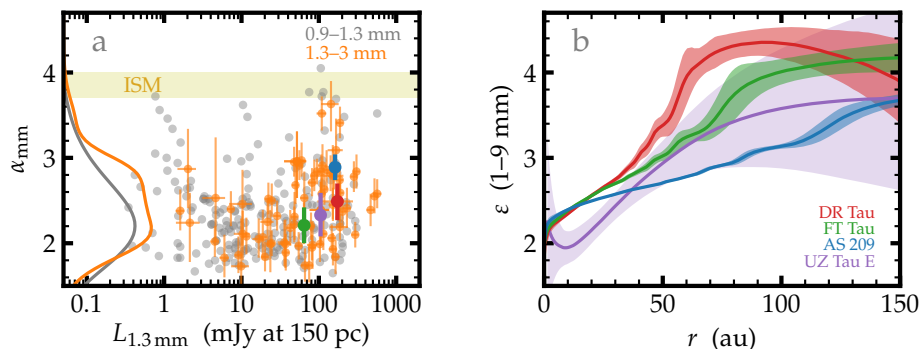 a
0.9–1.3 mm
1.3–3 mm
ISM
4
3
2
α_mm
0.1
1
10
100
1000
L_1.3 mm (mJy at 150 pc)
b
4
3
2
ε (1–9 mm)
DR Tau
FT Tau
AS 209
UZ Tau E
0
50
100
150
r (au)